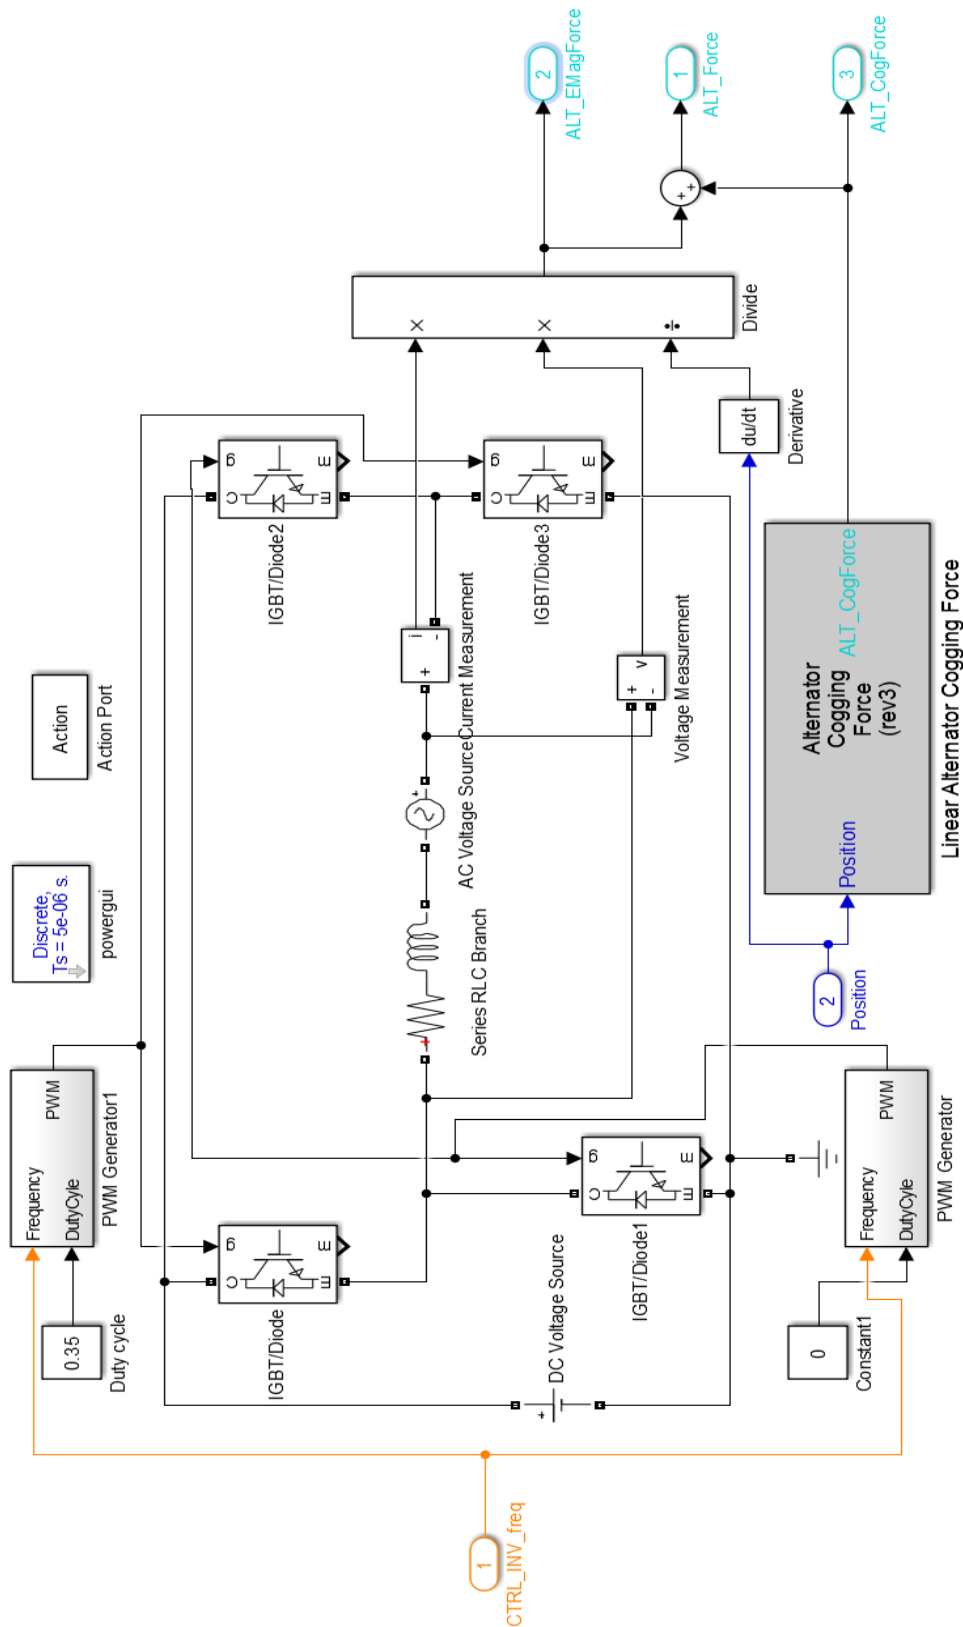 1
CTRL_INV_freq
0.35
Duty cycle
Frequency
DutyCyle
PWM
PWM Generator1
Discrete,
Ts = 5e-06 s.
powergui
Action
Action Port
g
C
m
E
IGBT/Diode
g
C
m
E
IGBT/Diode2
+
DC Voltage Source
g
C
m
E
IGBT/Diode1
+
Series RLC Branch
+
AC Voltage Source
+
-
i
Current Measurement
g
C
m
E
IGBT/Diode3
+
-
v
Voltage Measurement
0
Constant1
Frequency
DutyCyle
PWM
PWM Generator
2
Position
Position
Alternator
Cogging
Force
(rev3)
ALT_CogForce
Linear Alternator Cogging Force
du/dt
Derivative
×
×
÷
Divide
+
+
2
ALT_EMagForce
1
ALT_Force
3
ALT_CogForce